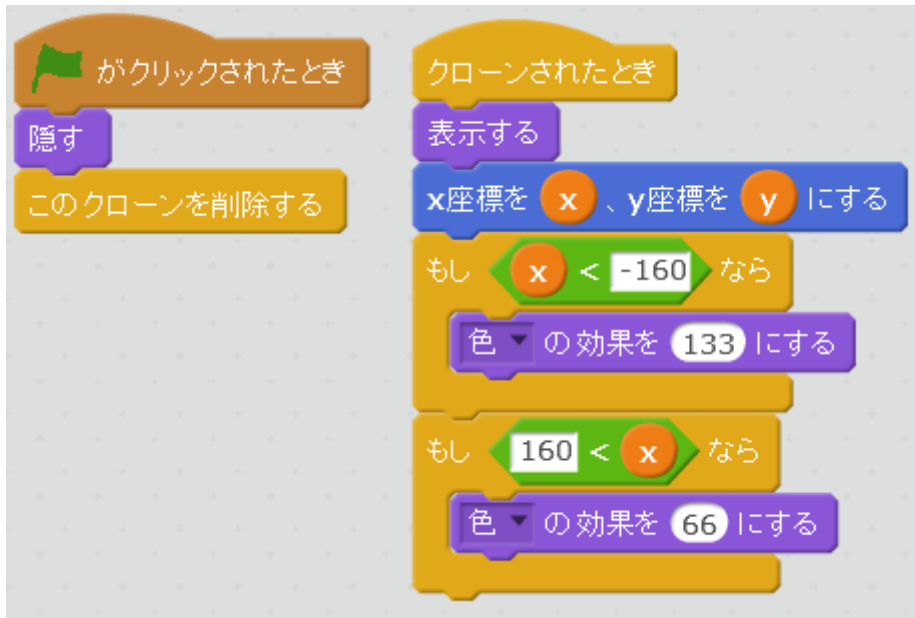 がクリックされたとき
隠す
このクローンを削除する
クローンされたとき
表示する
x座標を x 、y座標を y にする
もし x < -160 なら
色 の効果を 133 にする
もし 160 < x なら
色 の効果を 66 にする